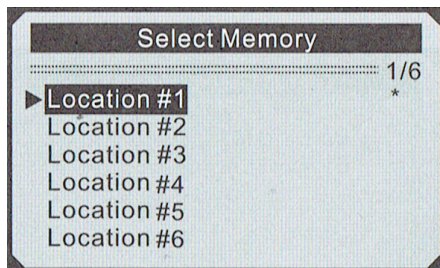 Select Memory
1/6
Location #1 *
Location #2
Location #3
Location #4
Location #5
Location #6